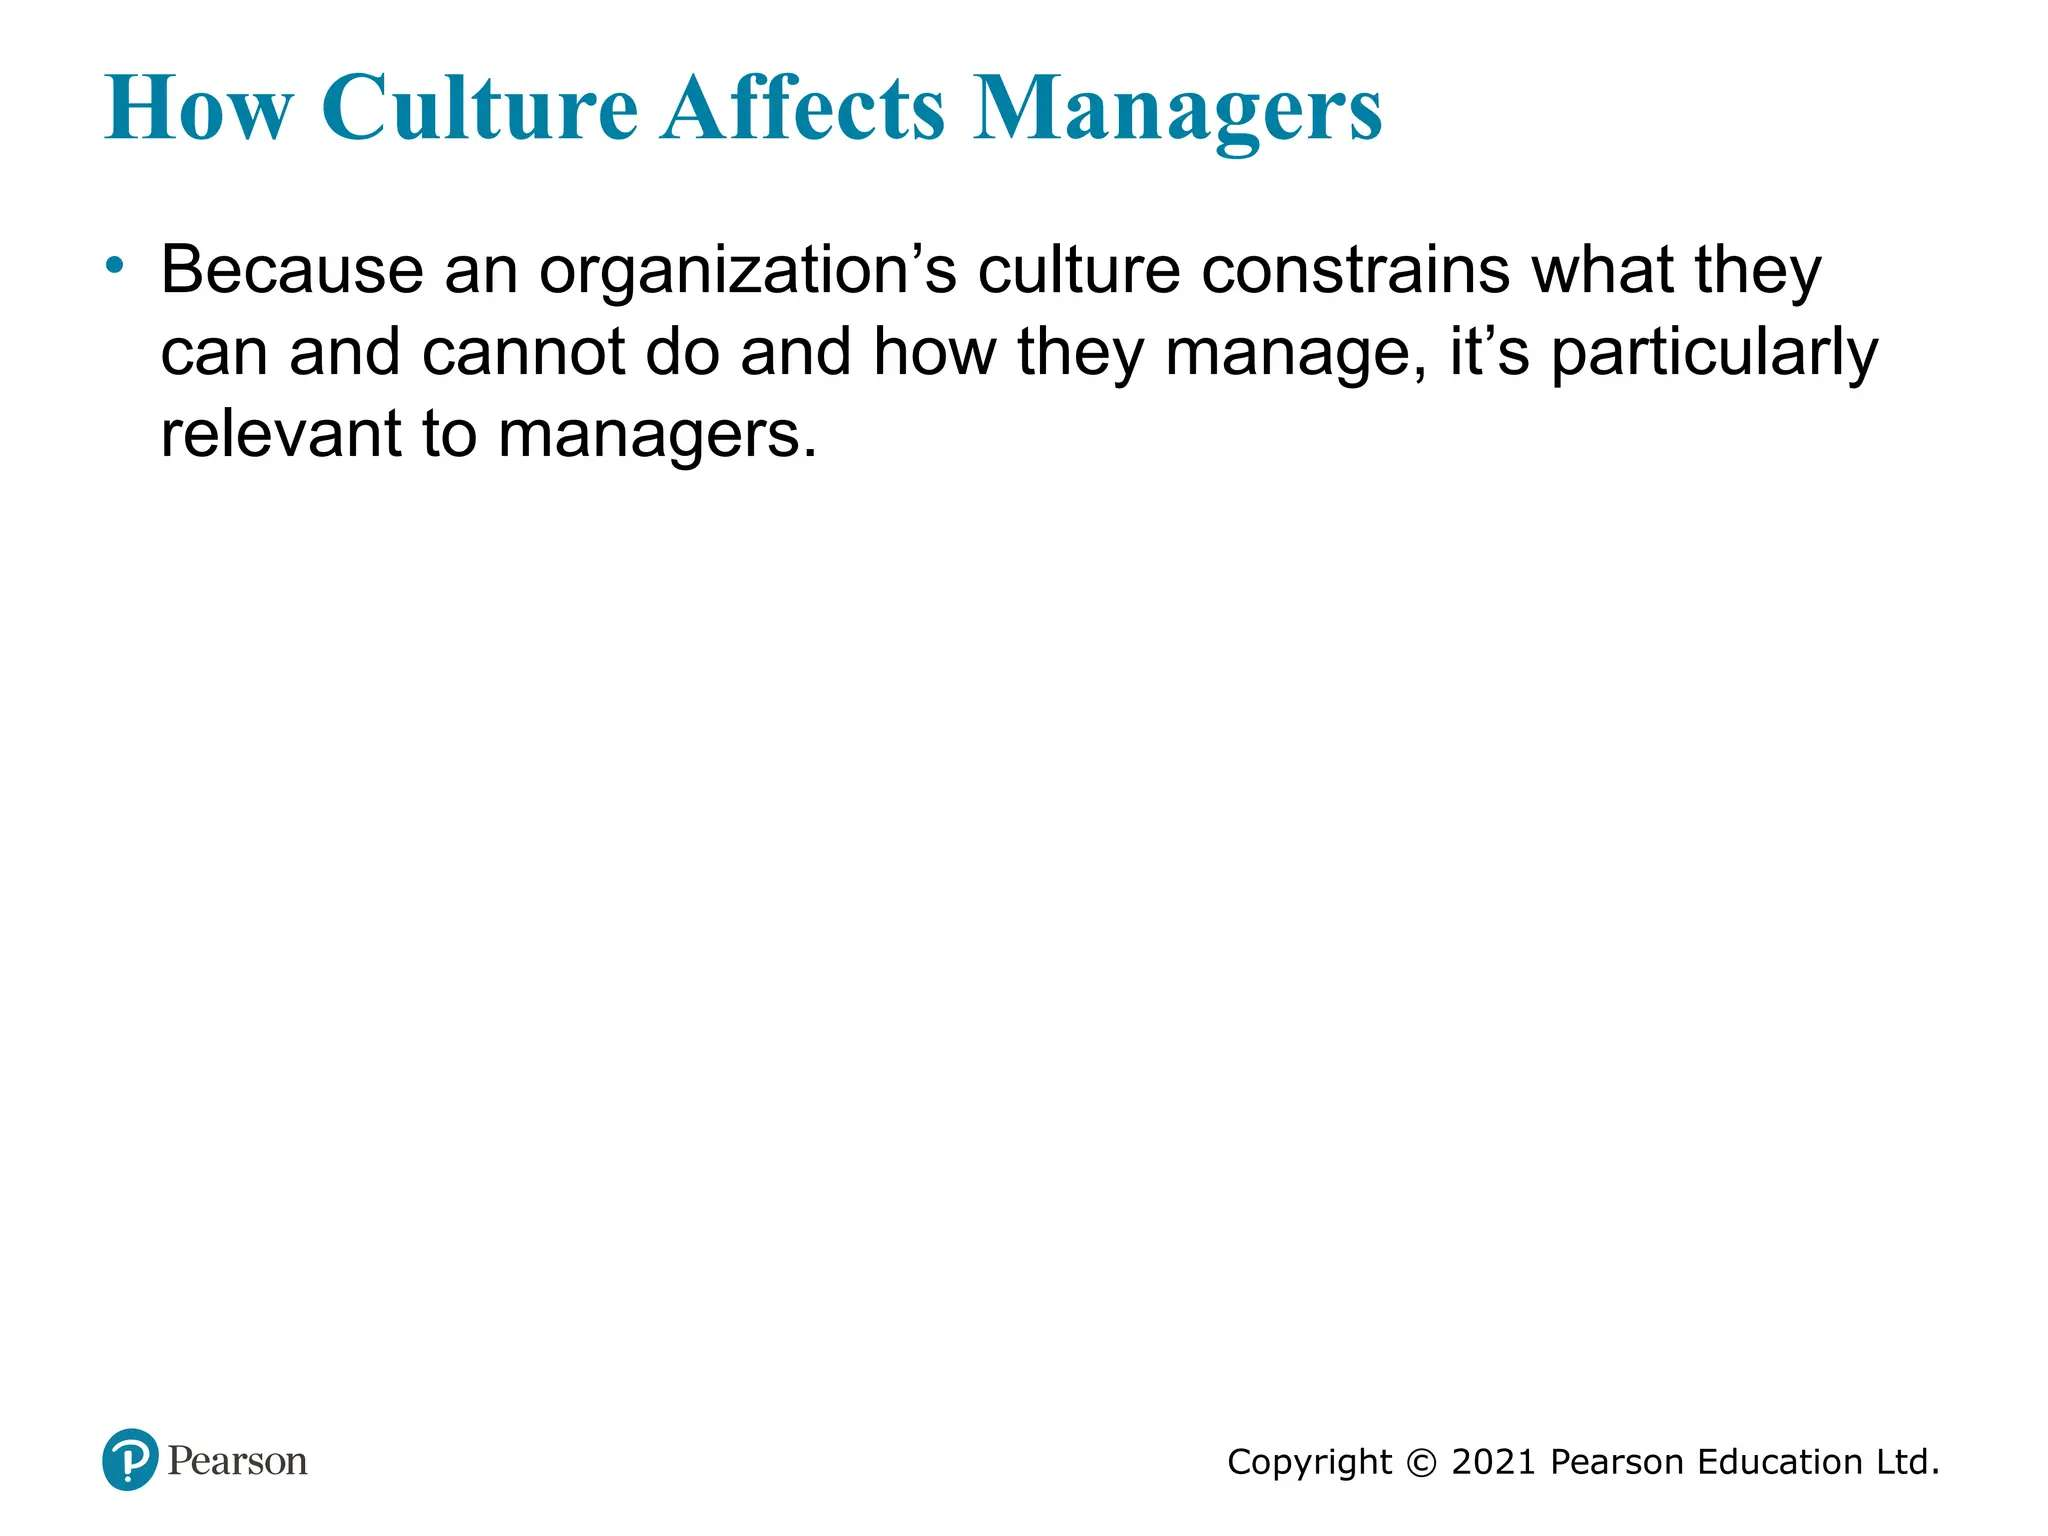 How Culture Affects Managers
• Because an organization’s culture constrains what they
can and cannot do and how they manage, it’s particularly
relevant to managers.
Pearson
Copyright © 2021 Pearson Education Ltd.